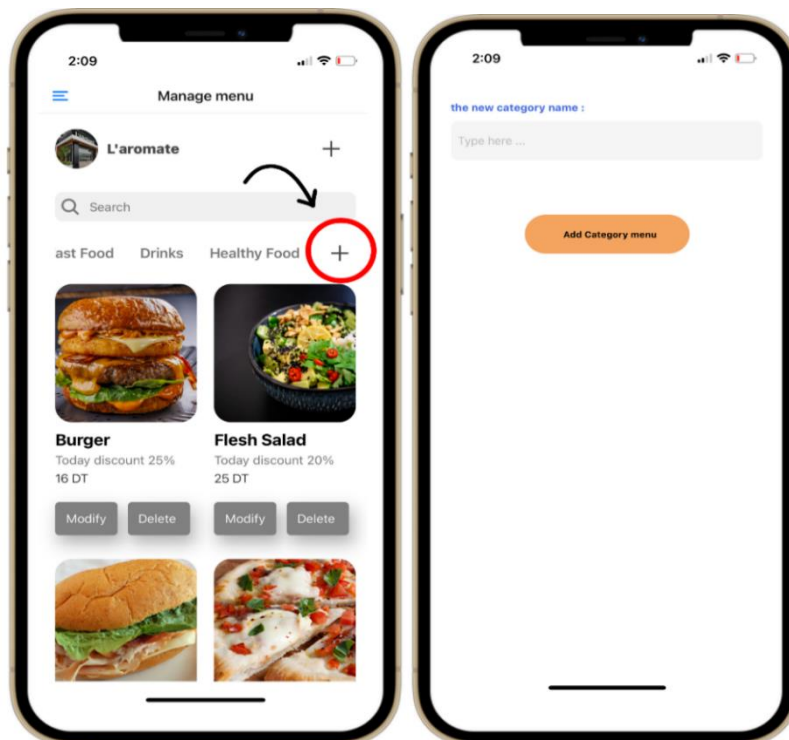 2:09
Manage menu
L'aromate
Search
ast Food Drinks Healthy Food
Burger
Today discount 25%
16 DT
Modify Delete
Flesh Salad
Today discount 20%
25 DT
Modify Delete
2:09
the new category name :
Type here ...
Add Category menu